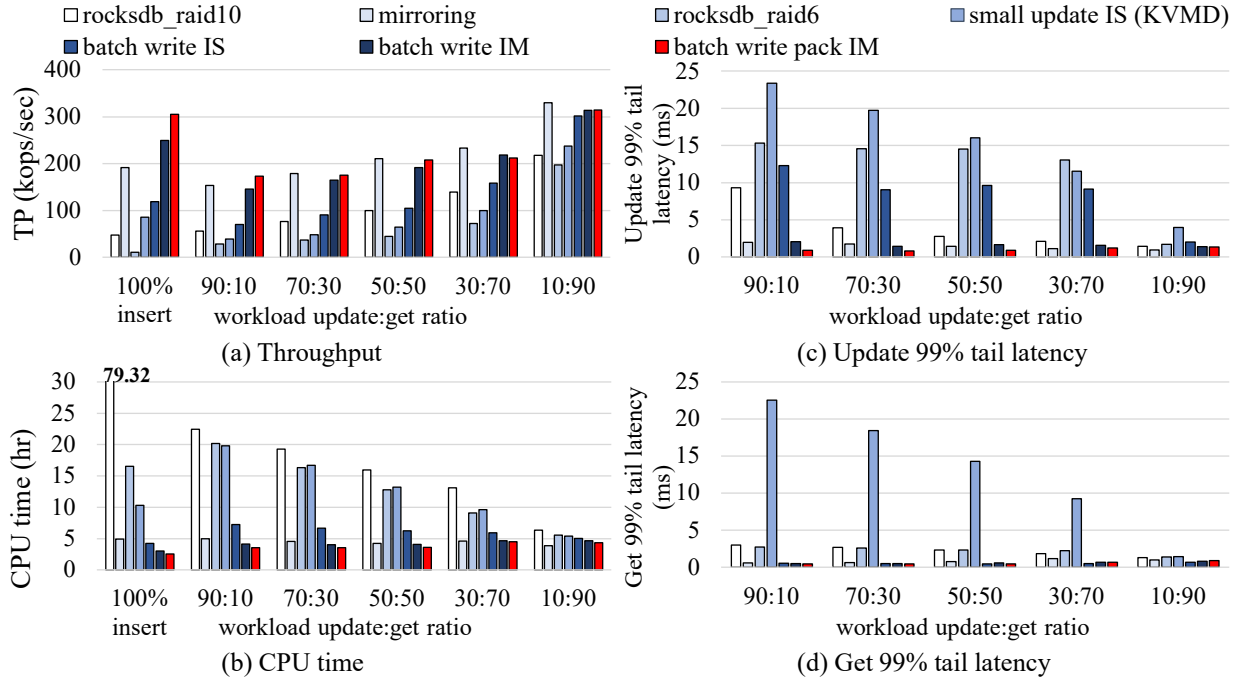 rocksdb_raid10 mirroring rocksdb_raid6 small update IS (KVMD)
batch write IS batch write IM batch write pack IM
TP (kops/sec)
400
300
200
100
0
100% insert 90:10 70:30 50:50 30:70 10:90
workload update:get ratio
(a) Throughput
Update 99% tail
latency (ms)
25
20
15
10
5
0
90:10 70:30 50:50 30:70 10:90
workload update:get ratio
(c) Update 99% tail latency
CPU time (hr)
79.32
30
25
20
15
10
5
0
100% insert 90:10 70:30 50:50 30:70 10:90
workload update:get ratio
(b) CPU time
Get 99% tail latency
(ms)
25
20
15
10
5
0
90:10 70:30 50:50 30:70 10:90
workload update:get ratio
(d) Get 99% tail latency